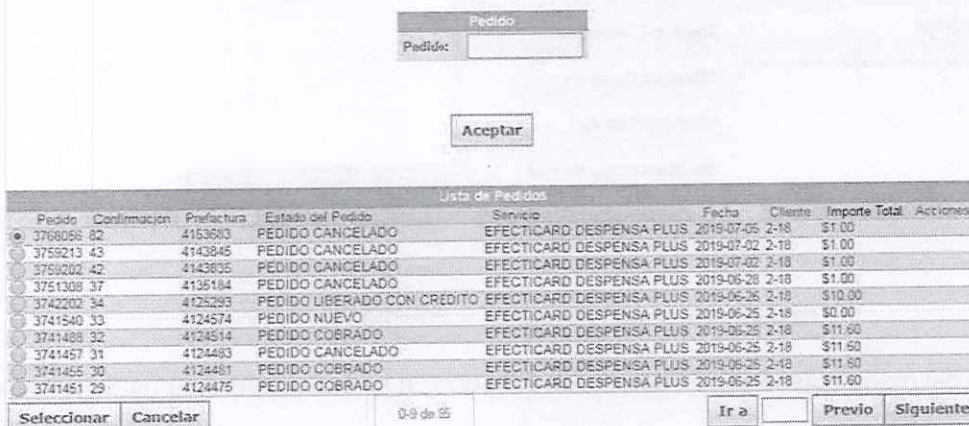 Pedido
Pedido:
Aceptar
Lista de Pedidos
Pedido Confirmacion Prefactura Estado del Pedido Servicio Fecha Cliente Importe Total Acciones
3768056 82 4153683 PEDIDO CANCELADO EFECTICARD DESPENSA PLUS 2019-07-05 2-18 $1.00
3759213 43 4143845 PEDIDO CANCELADO EFECTICARD DESPENSA PLUS 2019-07-02 2-18 $1.00
3759202 42 4143835 PEDIDO CANCELADO EFECTICARD DESPENSA PLUS 2019-07-02 2-18 $1.00
3751308 37 4135184 PEDIDO CANCELADO EFECTICARD DESPENSA PLUS 2019-06-28 2-18 $1.00
3742202 34 4125293 PEDIDO LIBERADO CON CREDITO EFECTICARD DESPENSA PLUS 2019-06-26 2-18 $10.00
3741540 33 4124574 PEDIDO NUEVO EFECTICARD DESPENSA PLUS 2019-06-25 2-18 $0.00
3741488 32 4124514 PEDIDO COBRADO EFECTICARD DESPENSA PLUS 2019-06-25 2-18 $11.60
3741457 31 4124483 PEDIDO CANCELADO EFECTICARD DESPENSA PLUS 2019-06-25 2-18 $11.60
3741455 30 4124481 PEDIDO COBRADO EFECTICARD DESPENSA PLUS 2019-06-25 2-18 $11.60
3741451 29 4124475 PEDIDO COBRADO EFECTICARD DESPENSA PLUS 2019-06-25 2-18 $11.60
Seleccionar Cancelar 0-9 de 95 Ir a Previo Siguiente